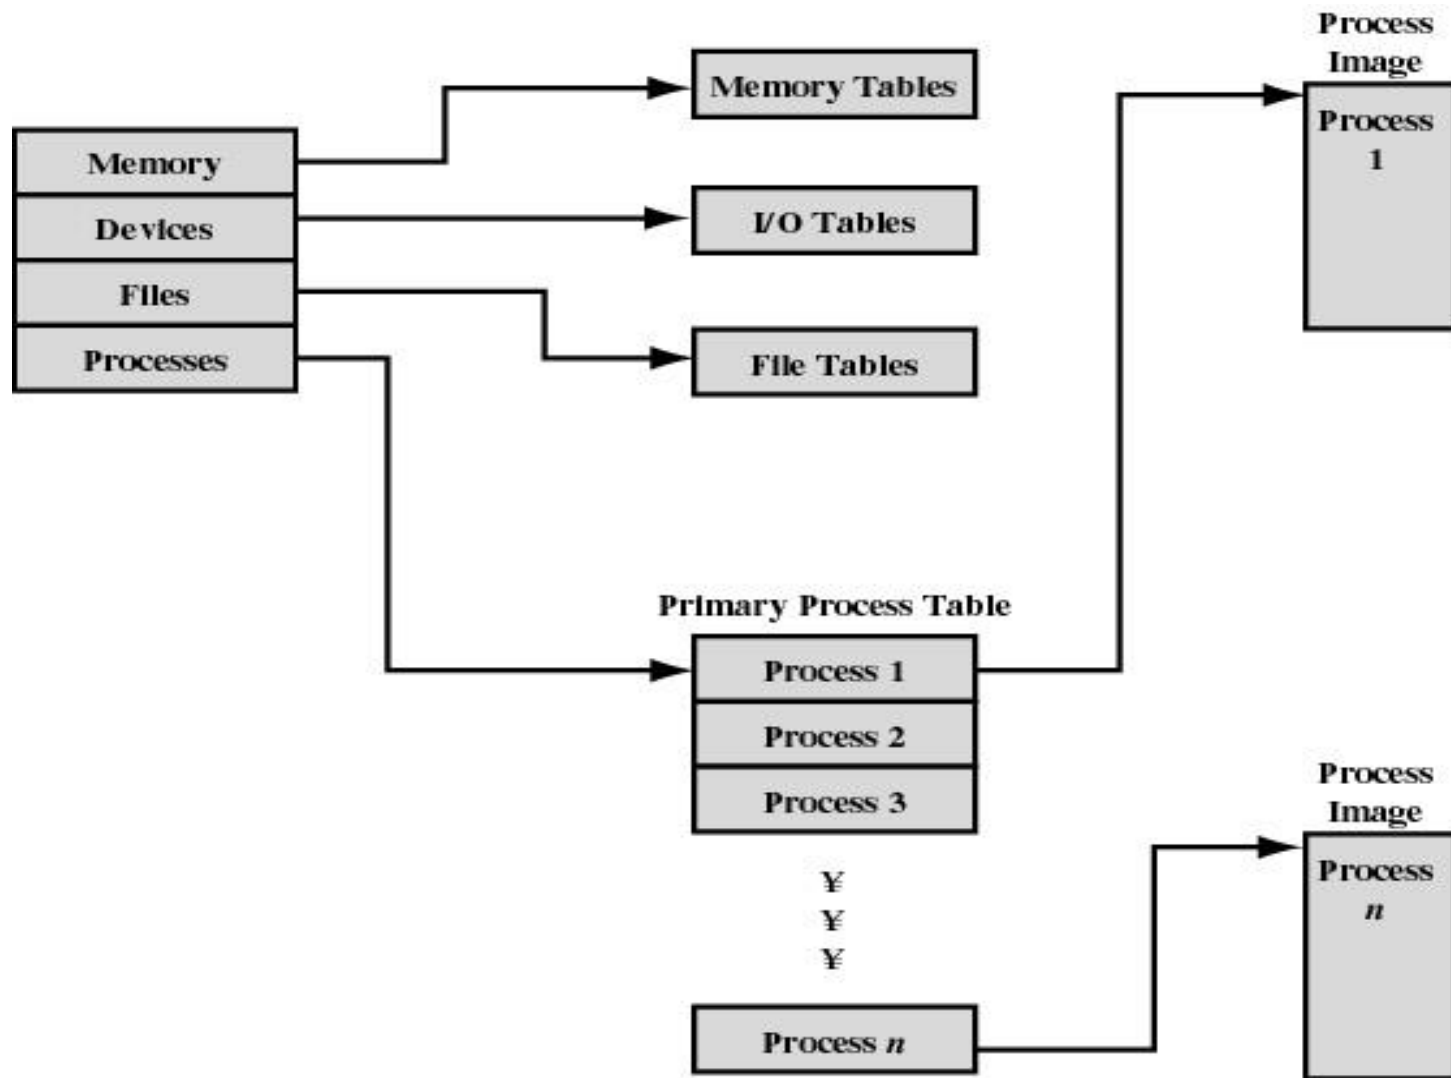 Memory
Devices
Files
Processes
Memory Tables
I/O Tables
File Tables
Primary Process Table
Process 1
Process 2
Process 3
¥
¥
¥
Process n
Process
Image
Process
1
Process
Image
Process
n